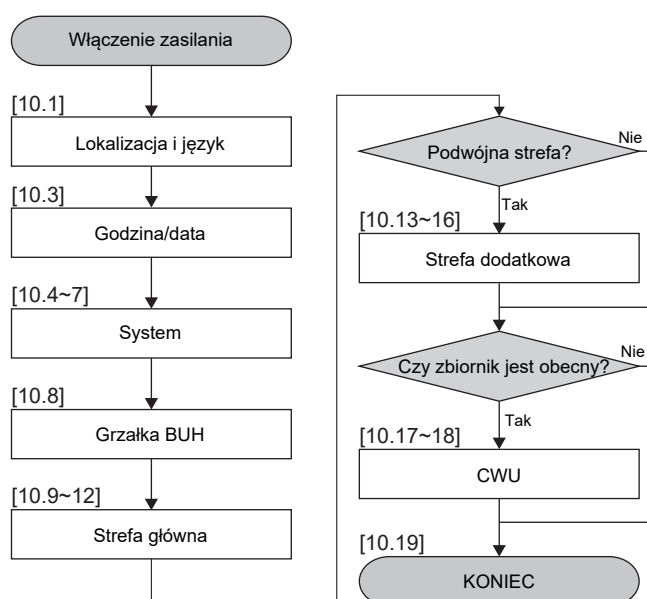 Włączenie zasilania
[10.1]
Lokalizacja i język
[10.3]
Godzina/data
[10.4~7]
System
[10.8]
Grzałka BUH
[10.9~12]
Strefa główna
Podwójna strefa?
Nie
Tak
[10.13~16]
Strefa dodatkowa
Czy zbiornik jest obecny?
Nie
Tak
[10.17~18]
CWU
[10.19]
KONIEC